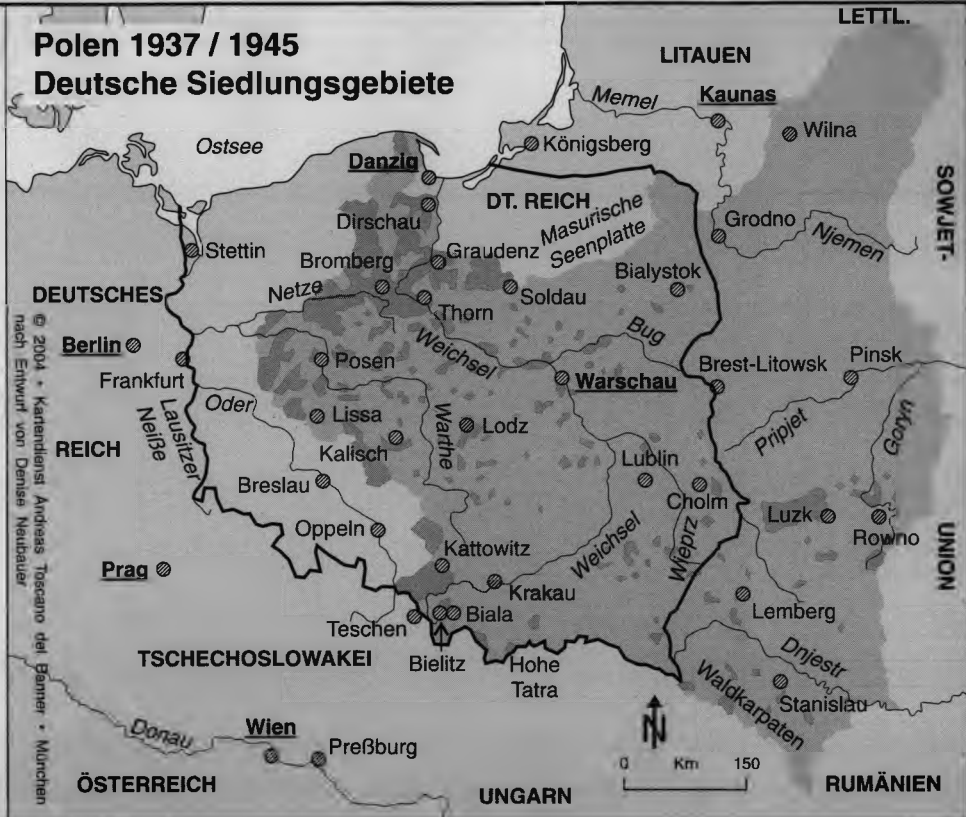 Polen 1937 / 1945
Deutsche Siedlungsgebiete
LETTL.
LITAUEN
Memel
Kaunas
Wilna
Ostsee
Königsberg
Danzig
SOWJET-
DT. REICH
Dirschau
Masurische
Seenplatte
Grodno
Njemen
Stettin
Graudenz
Bromberg
Bialystok
Netze
Soldau
DEUTSCHES
Thorn
Bug
Weichsel
Berlin
Posen
Pinsk
Brest-Litowsk
Frankfurt
Warschau
Oder
Pripjet
Goryn
Lausitzer
Neiße
Lissa
Warthe
Lodz
REICH
Kalisch
Lublin
Breslau
Cholm
Luzk
Oppeln
Weichsel
Wieprz
Rowno
UNION
Kattowitz
Prag
Krakau
Lemberg
Teschen
Biala
Dnjestr
TSCHECHOSLOWAKEI
Bielitz
Hohe
Tatra
Waldkarpaten
Stanislau
N
Donau
Wien
Preßburg
0 Km 150
ÖSTERREICH
UNGARN
RUMÄNIEN
© 2004 • Kartendienst Andreas Toscano del Banner • München
nach Entwurf von Denise Neubauer